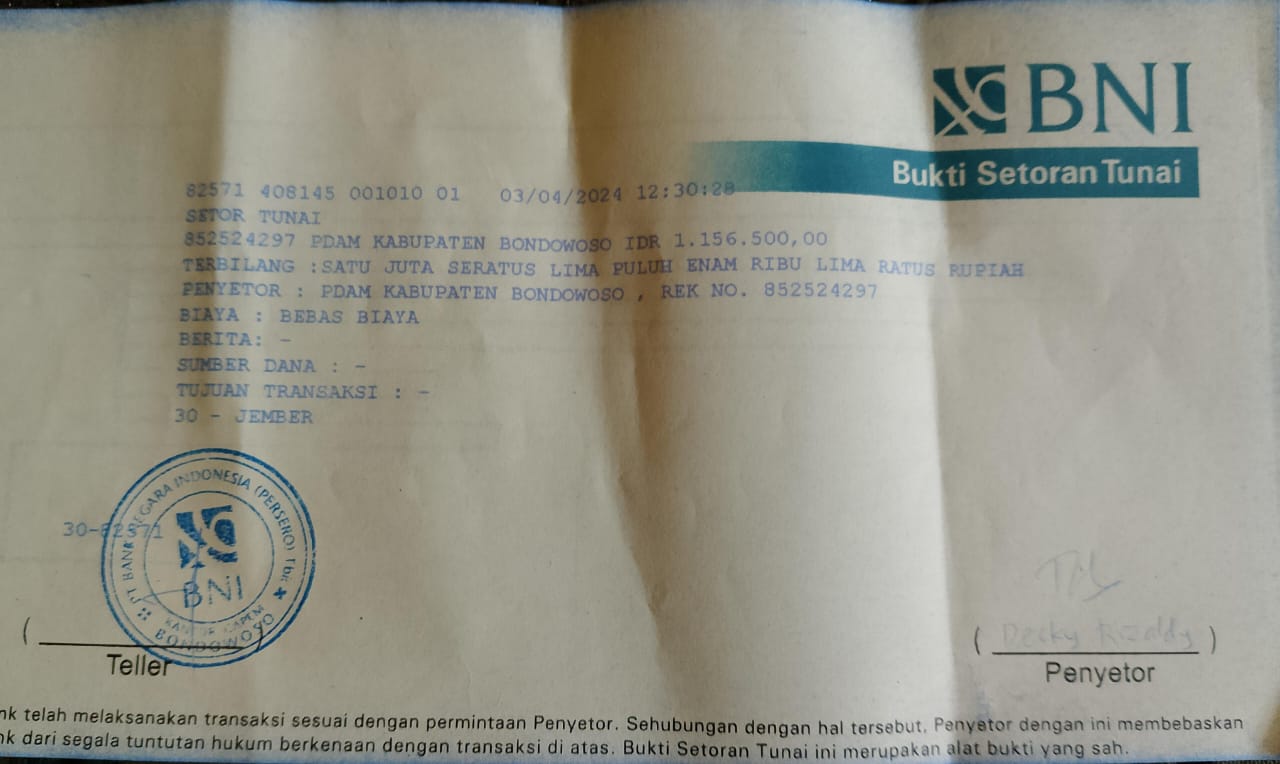 BNI
Bukti Setoran Tunai
82571 408145 001010 01 03/04/2024 12:30:28
SETOR TUNAI
852524297 PDAM KABUPATEN BONDOWOSO IDR 1.156.500,00
TERBILANG :SATU JUTA SERATUS LIMA PULUH ENAM RIBU LIMA RATUS RUPIAH
PENYETOR : PDAM KABUPATEN BONDOWOSO , REK NO. 852524297
BIAYA : BEBAS BIAYA
BERITA: -
SUMBER DANA : -
TUJUAN TRANSAKSI : -
30 - JEMBER
30-82571
PT BANK NEGARA INDONESIA (PERSERO) Tbk
BNI
KANTOR CAPEM
BONDOWOSO
( )
Teller
( Decky Rizaldy )
Penyetor
nk telah melaksanakan transaksi sesuai dengan permintaan Penyetor. Sehubungan dengan hal tersebut, Penyetor dengan ini membebaskan
nk dari segala tuntutan hukum berkenaan dengan transaksi di atas. Bukti Setoran Tunai ini merupakan alat bukti yang sah.